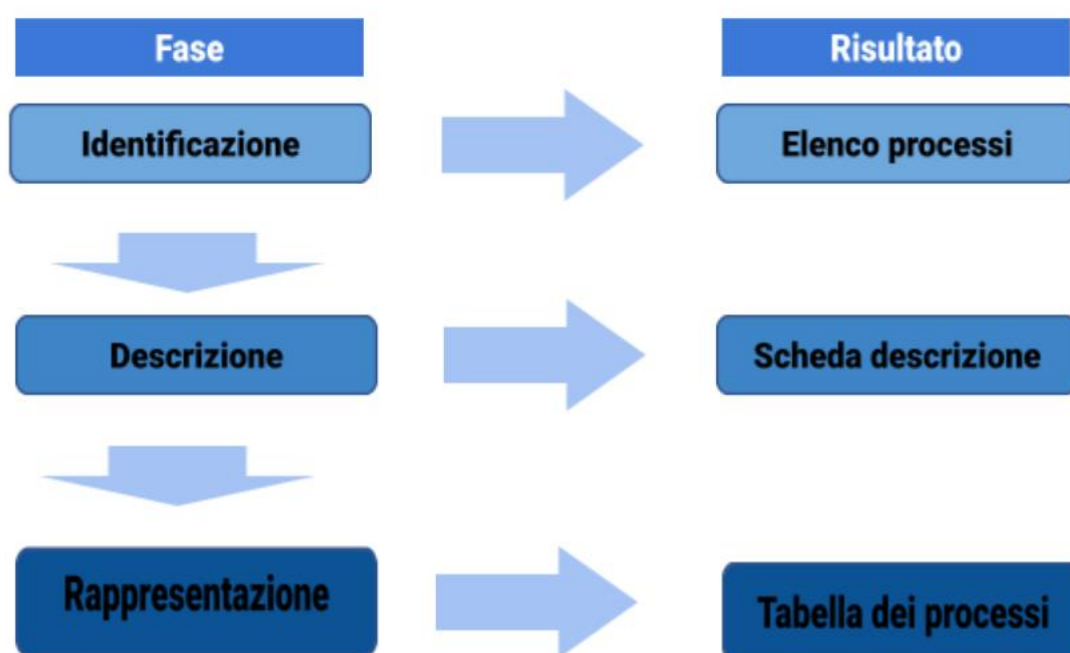 Fase
Risultato
Identificazione
Elenco processi
Descrizione
Scheda descrizione
Rappresentazione
Tabella dei processi